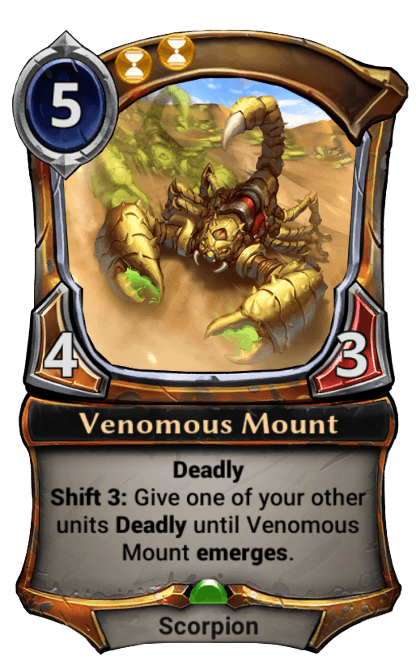 5
4
3
Venomous Mount
Deadly
Shift 3: Give one of your other
units Deadly until Venomous
Mount emerges.
Scorpion